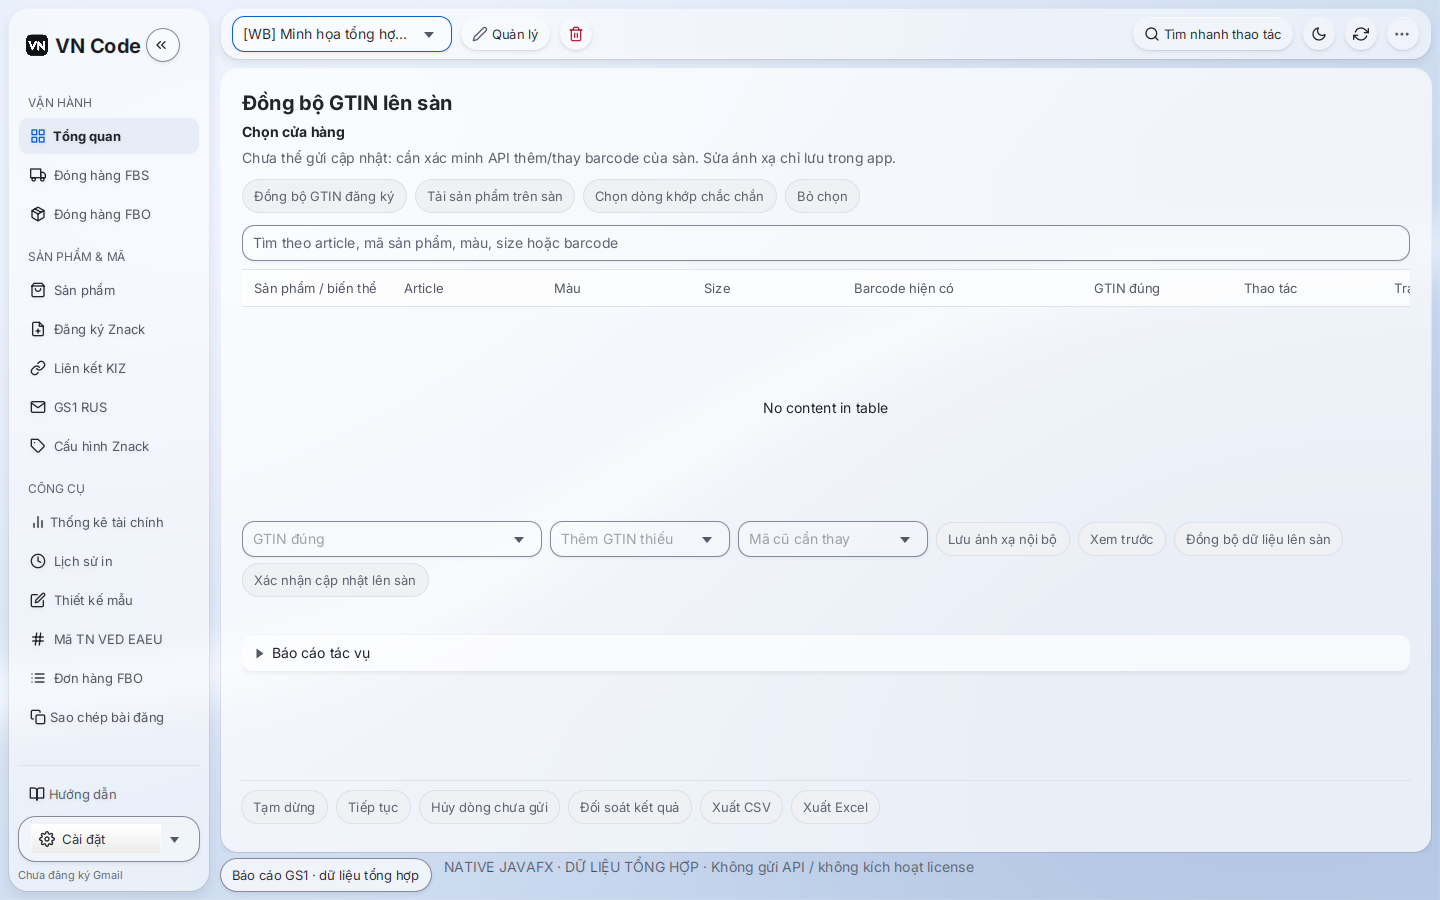 VN Code
VẬN HÀNH
Tổng quan
Đóng hàng FBS
Đóng hàng FBO
SẢN PHẨM & MÃ
Sản phẩm
Đăng ký Znack
Liên kết KIZ
GS1 RUS
Cấu hình Znack
CÔNG CỤ
Thống kê tài chính
Lịch sử in
Thiết kế mẫu
Mã TN VED EAEU
Đơn hàng FBO
Sao chép bài đăng
Hướng dẫn
Cài đặt
Chưa đăng ký Gmail
[WB] Minh họa tổng hợ... Quản lý Tìm nhanh thao tác
Đồng bộ GTIN lên sàn
Chọn cửa hàng
Chưa thể gửi cập nhật: cần xác minh API thêm/thay barcode của sàn. Sửa ánh xạ chỉ lưu trong app.
Đồng bộ GTIN đăng ký Tải sản phẩm trên sàn Chọn dòng khớp chắc chắn Bỏ chọn
Tìm theo article, mã sản phẩm, màu, size hoặc barcode
Sản phẩm / biến thể Article Màu Size Barcode hiện có GTIN đúng Thao tác Tra
No content in table
GTIN đúng Thêm GTIN thiếu Mã cũ cần thay Lưu ánh xạ nội bộ Xem trước Đồng bộ dữ liệu lên sàn
Xác nhận cập nhật lên sàn
Báo cáo tác vụ
Tạm dừng Tiếp tục Hủy dòng chưa gửi Đối soát kết quả Xuất CSV Xuất Excel
Báo cáo GS1 · dữ liệu tổng hợp NATIVE JAVAFX · DỮ LIỆU TỔNG HỢP · Không gửi API / không kích hoạt license